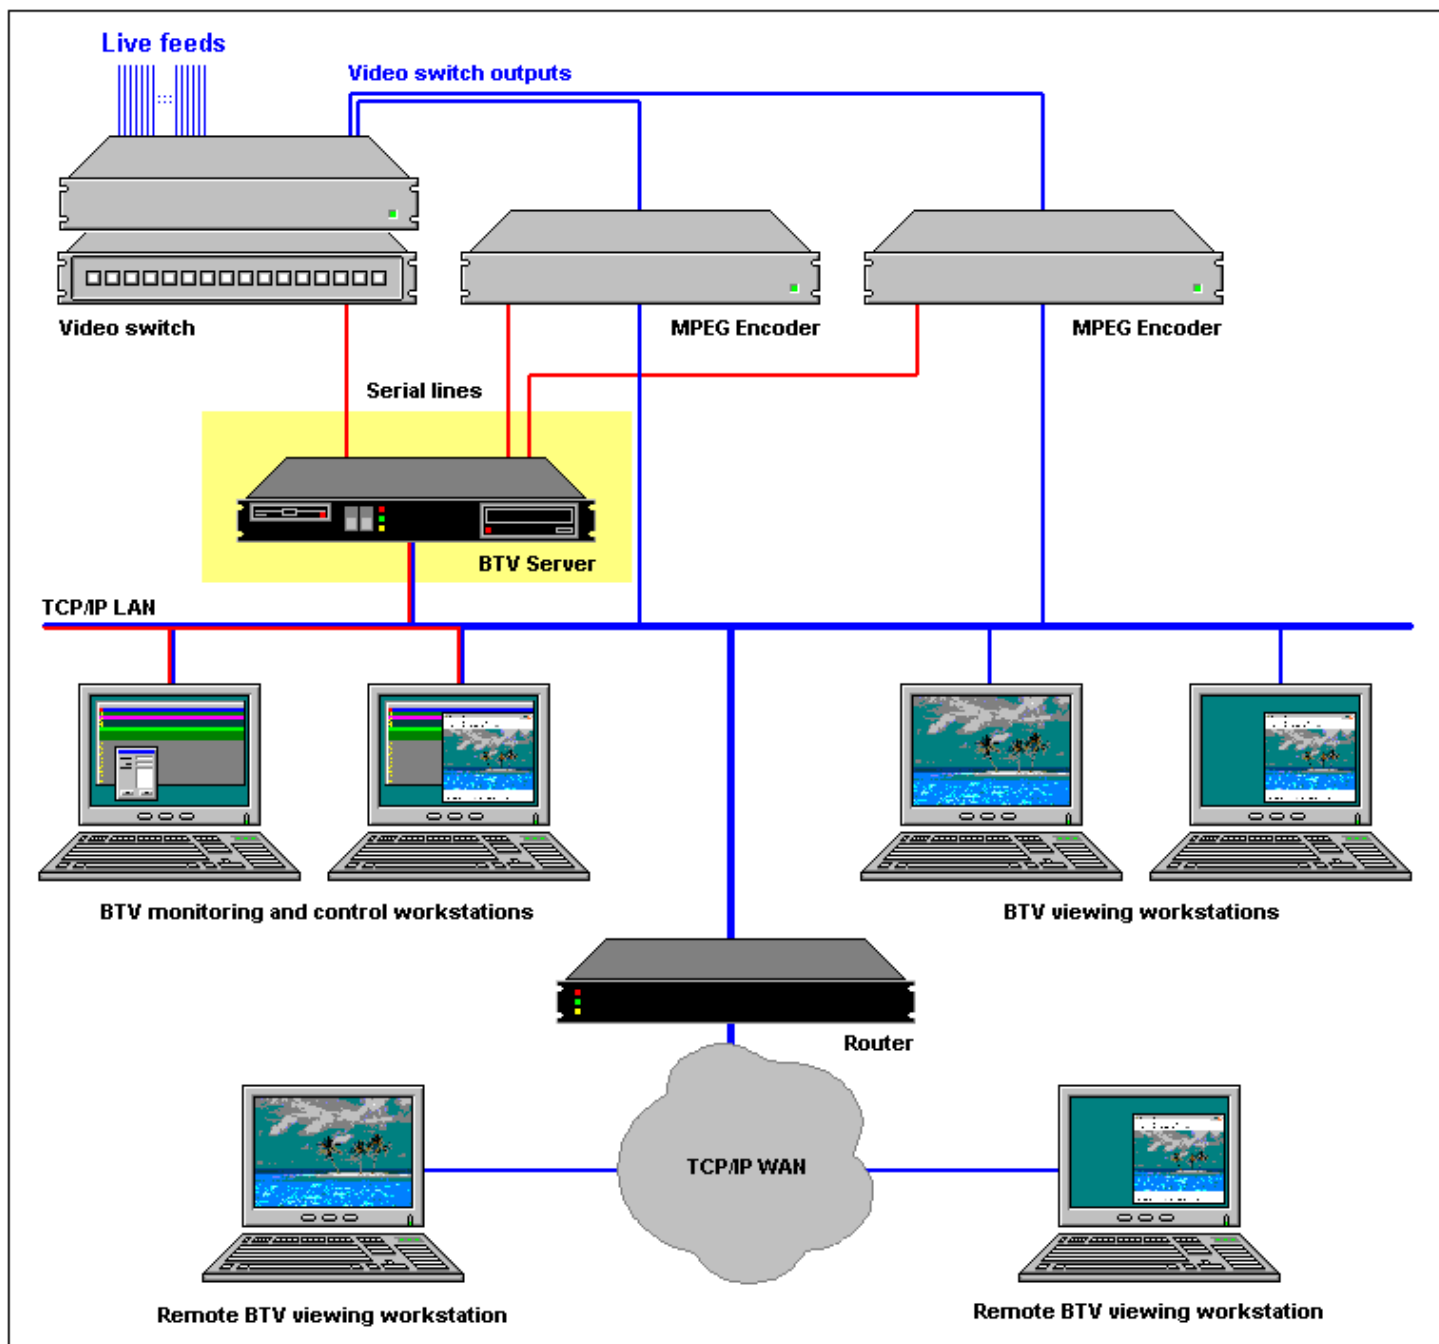 Live feeds
Video switch outputs
Video switch
MPEG Encoder
MPEG Encoder
Serial lines
BTV Server
TCP/IP LAN
BTV monitoring and control workstations
BTV viewing workstations
Router
TCP/IP WAN
Remote BTV viewing workstation
Remote BTV viewing workstation